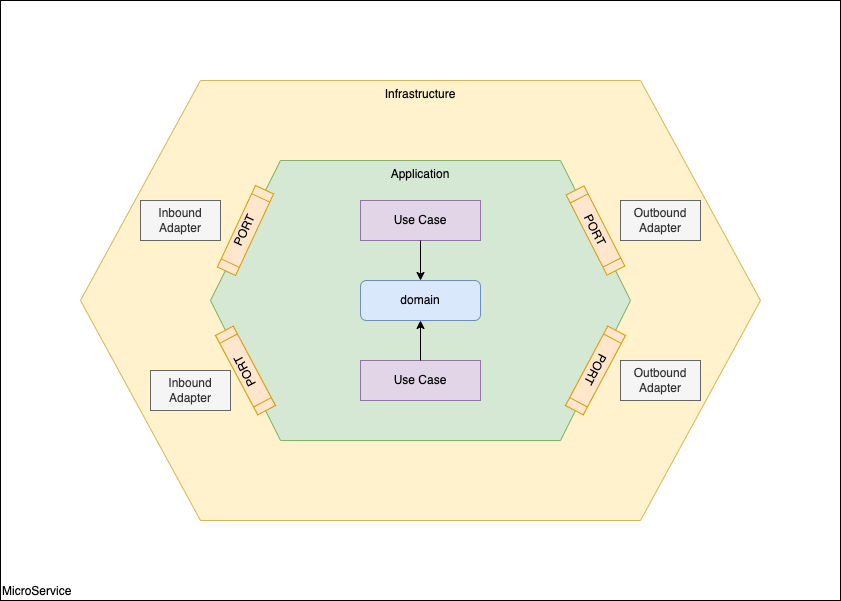 Infrastructure
Application
Inbound
Adapter
PORT
Use Case
PORT
Outbound
Adapter
domain
Inbound
Adapter
PORT
Use Case
PORT
Outbound
Adapter
MicroService